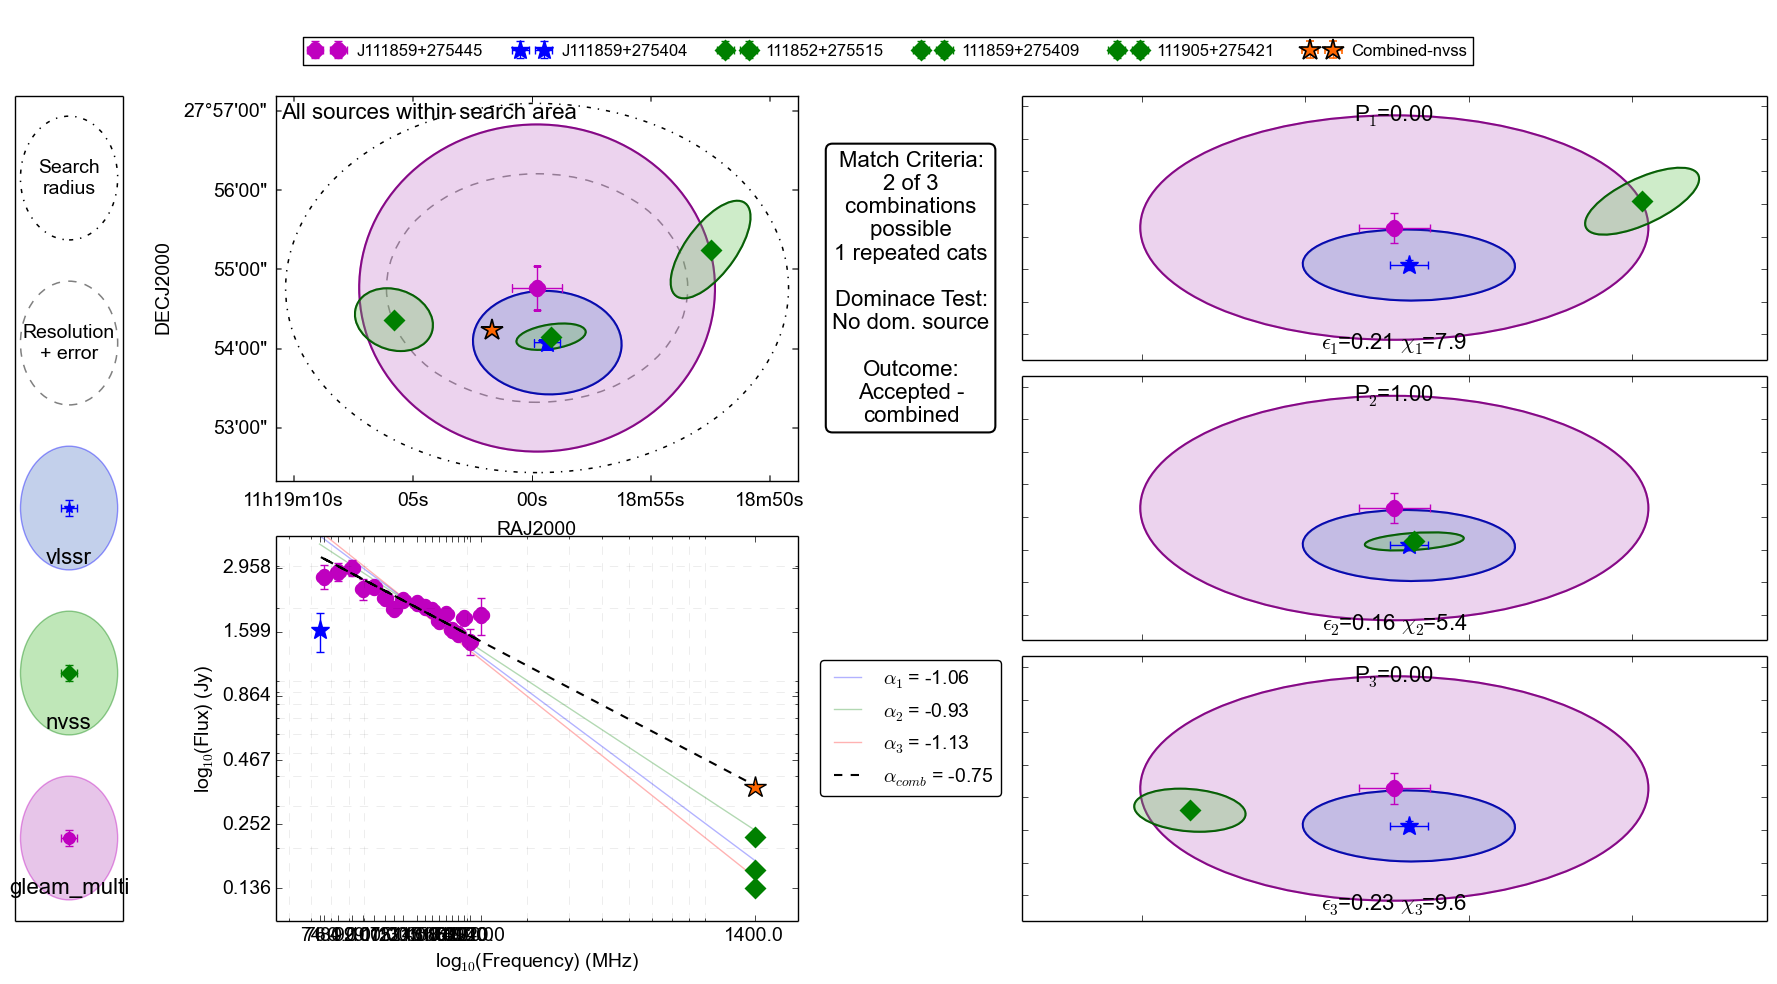 J111859+275445 J111859+275404 111852+275515 111859+275409 111905+275421 Combined-nvss
Search
radius
Resolution
+ error
vlssr
nvss
gleam_multi
All sources within search area
DECJ2000
27°57'00"
56'00"
55'00"
54'00"
53'00"
11h19m10s 05s 00s 18m55s 18m50s
RAJ2000
Match Criteria:
2 of 3
combinations
possible
1 repeated cats
Dominace Test:
No dom. source
Outcome:
Accepted -
combined
P1=0.00
ϵ1=0.21 χ1=7.9
P2=1.00
ϵ2=0.16 χ2=5.4
P3=0.00
ϵ3=0.23 χ3=9.6
log10(Flux) (Jy)
2.958
1.599
0.864
0.467
0.252
0.136
1400.0
log10(Frequency) (MHz)
α1 = -1.06
α2 = -0.93
α3 = -1.13
αcomb = -0.75